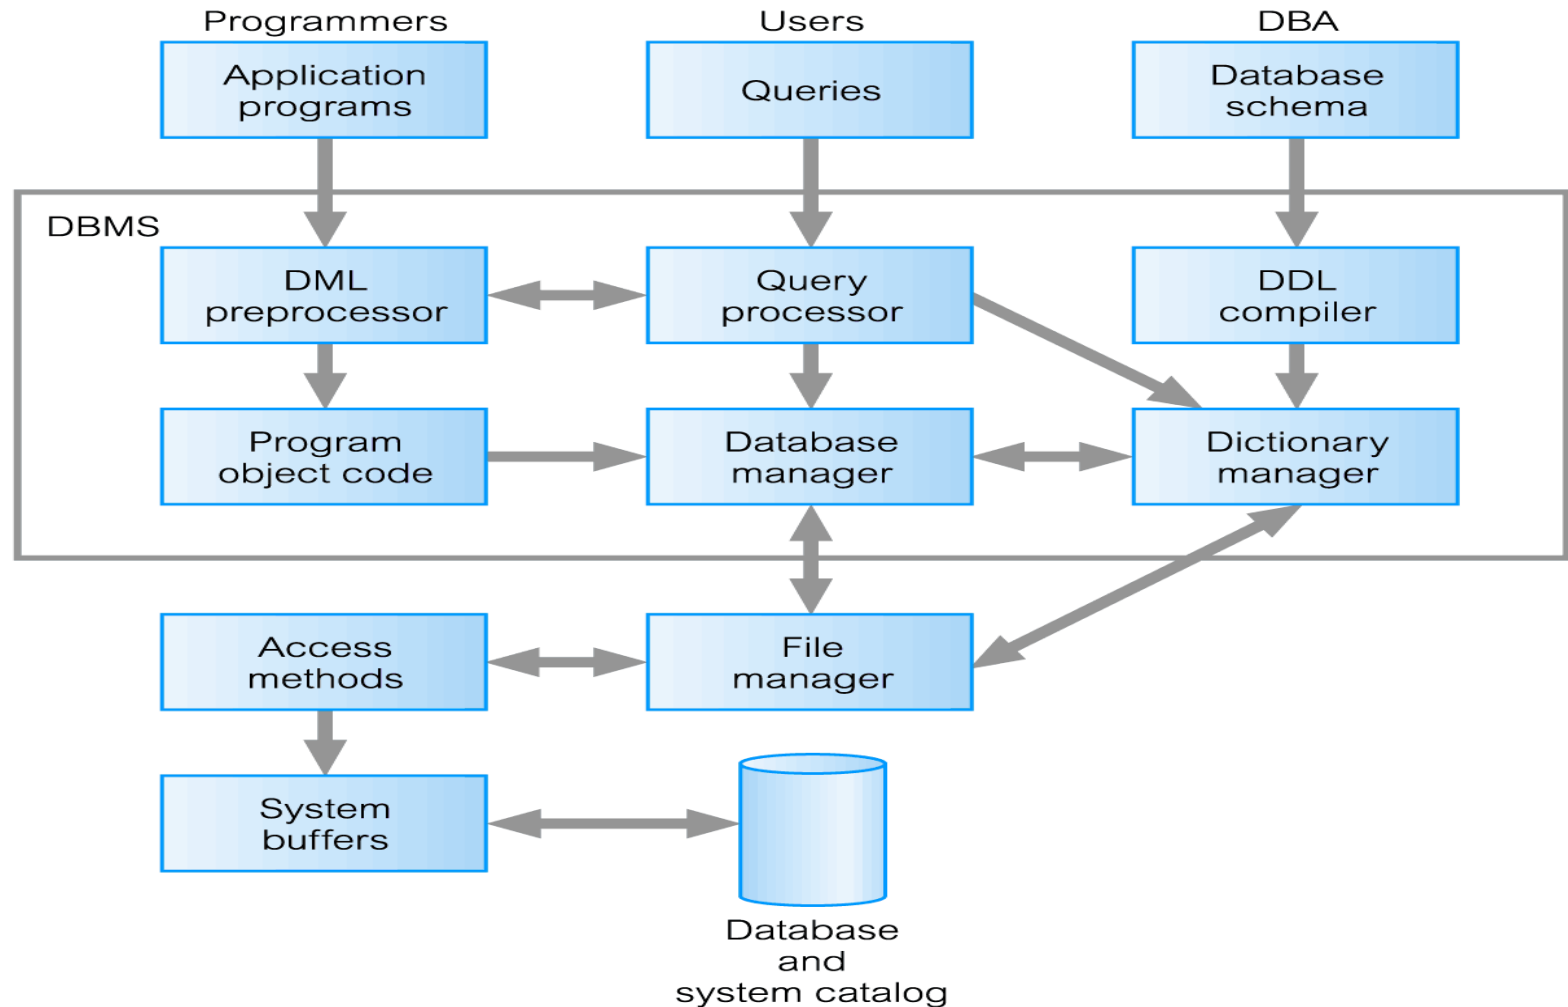 Programmers
Users
DBA
Application
programs
Queries
Database
schema
DBMS
DML
preprocessor
Query
processor
DDL
compiler
Program
object code
Database
manager
Dictionary
manager
Access
methods
File
manager
System
buffers
Database
and
system catalog